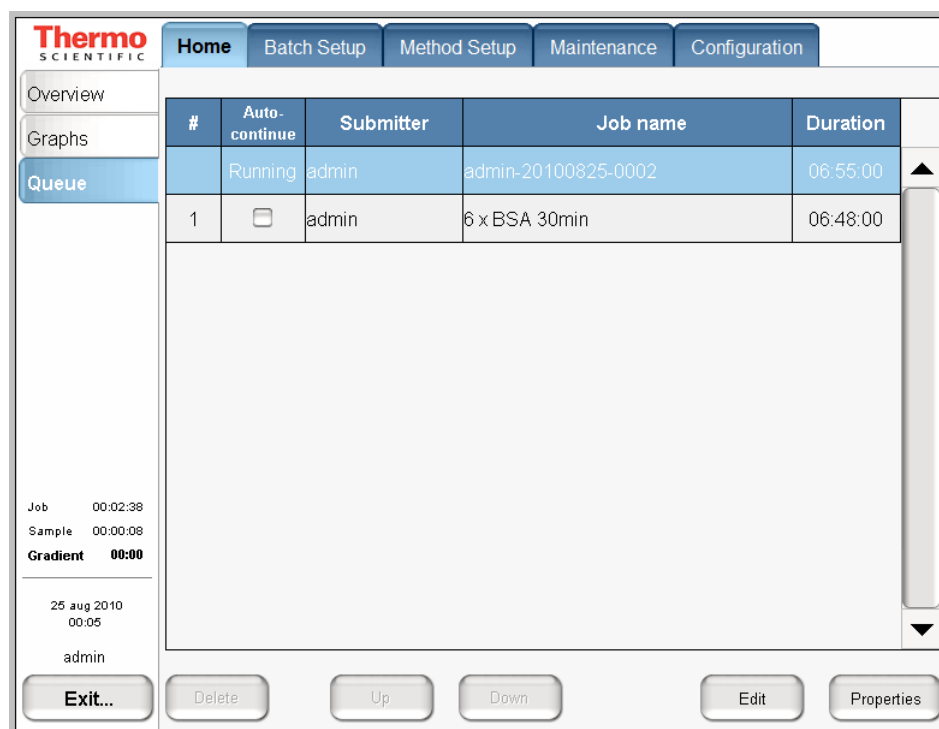 Thermo
SCIENTIFIC
Home
Batch Setup
Method Setup
Maintenance
Configuration
Overview
Graphs
Queue
# Auto-continue Submitter Job name Duration
Running admin admin-20100825-0002 06:55:00
1 admin 6 x BSA 30min 06:48:00
Job 00:02:38
Sample 00:00:08
Gradient 00:00
25 aug 2010
00:05
admin
Exit...
Delete
Up
Down
Edit
Properties